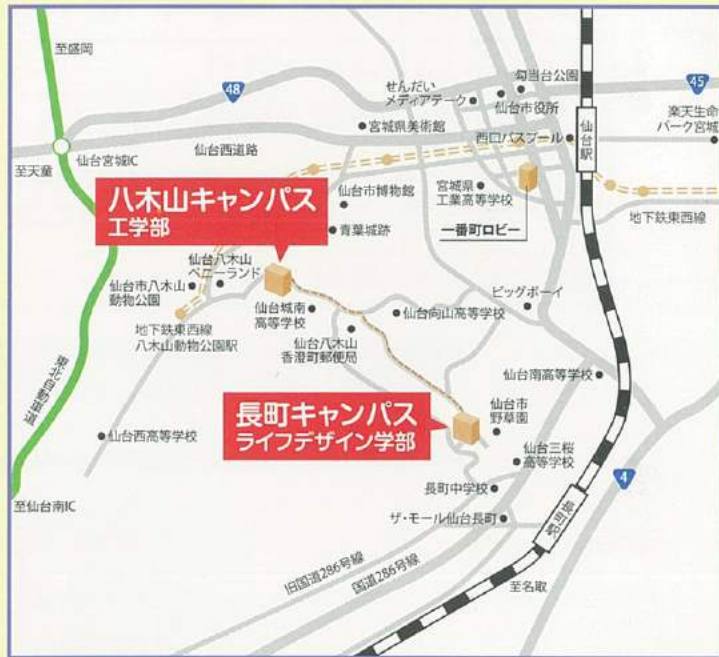 至盛岡
48
せんだい
メディアテーク
勾当台公園
仙台市役所
45
宮城県美術館
西口バスプール
仙台駅
楽天生命
パーク宮城
仙台宮城IC
仙台西道路
至天童
八木山キャンパス
工学部
仙台市博物館
宮城県
工業高等学校
地下鉄東西線
青葉城跡
一番町ロビー
仙台八木山
ベニーランド
仙台市八木山
動物公園
仙台城南
高等学校
仙台向山高等学校
ビッグボーイ
地下鉄東西線
八木山動物公園駅
仙台八木山
香澄町郵便局
東北自動車道
仙台南高等学校
長町キャンパス
ライフデザイン学部
仙台市
野草園
仙台西高等学校
仙台三桜
高等学校
4
長町中学校
至仙台南IC
ザ・モール仙台長町
長町駅
旧国道286号線
国道286号線
至名取